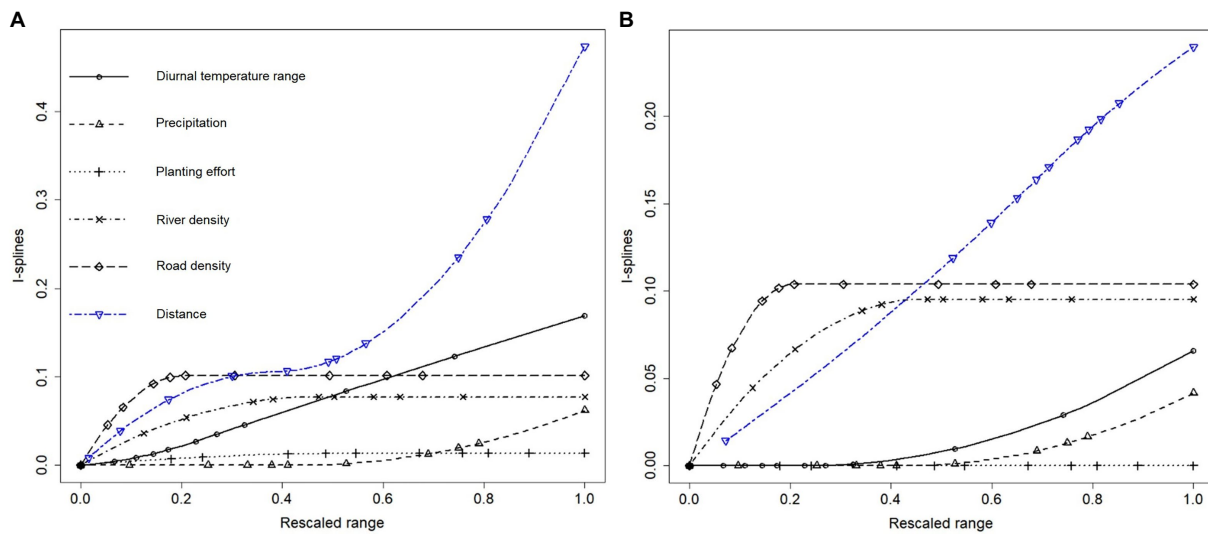 A
B
Diurnal temperature range
Precipitation
Planting effort
River density
Road density
Distance
I-splines
0.0
0.1
0.2
0.3
0.4
0.0 0.2 0.4 0.6 0.8 1.0
Rescaled range
I-splines
0.00
0.05
0.10
0.15
0.20
0.0 0.2 0.4 0.6 0.8 1.0
Rescaled range